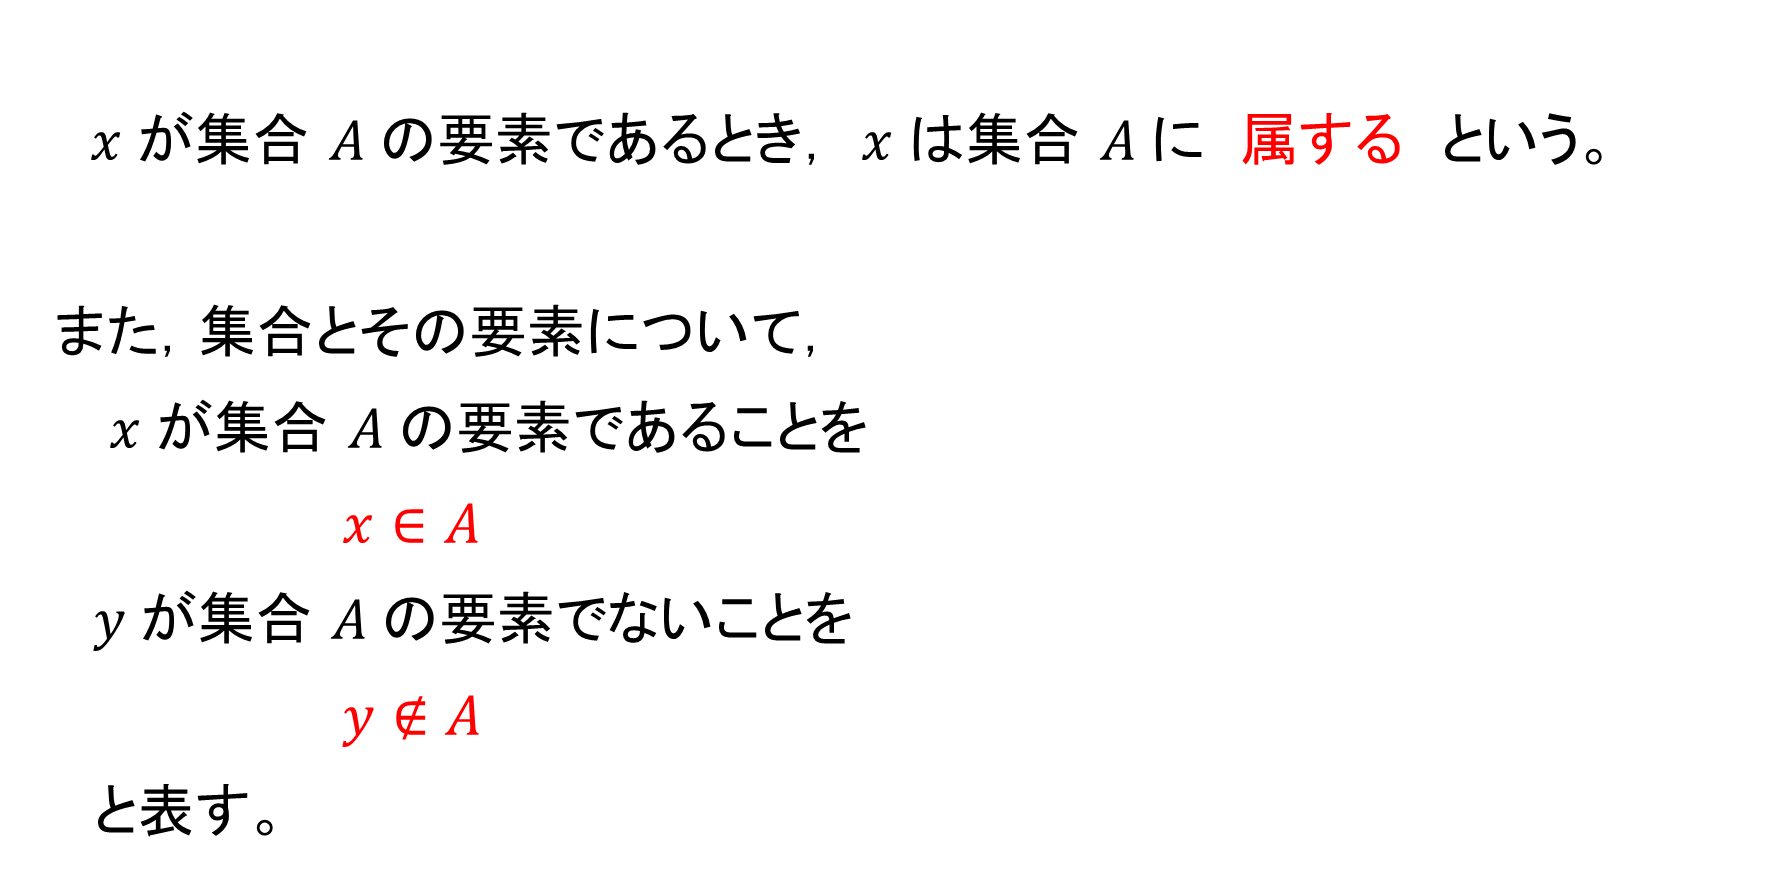 x が集合 A の要素であるとき, x は集合 A に 属する という。
また, 集合とその要素について,
x が集合 A の要素であることを
x ∈ A
y が集合 A の要素でないことを
y ∉ A
と表す。